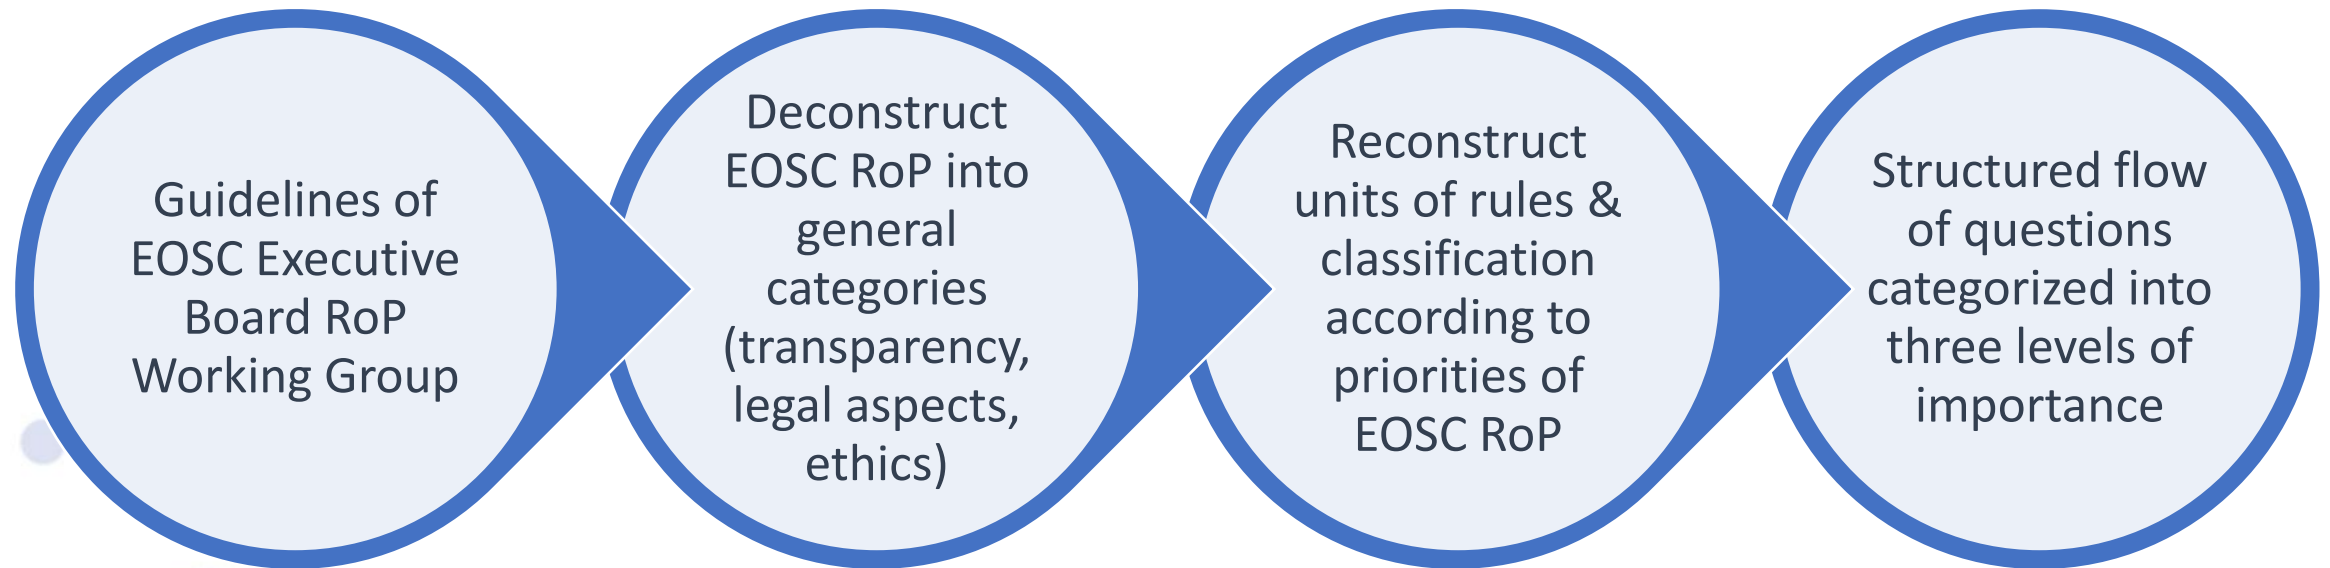 Guidelines of
EOSC Executive
Board RoP
Working Group
Deconstruct
EOSC RoP into
general
categories
(transparency,
legal aspects,
ethics)
Reconstruct
units of rules &
classification
according to
priorities of
EOSC RoP
Structured flow
of questions
categorized into
three levels of
importance